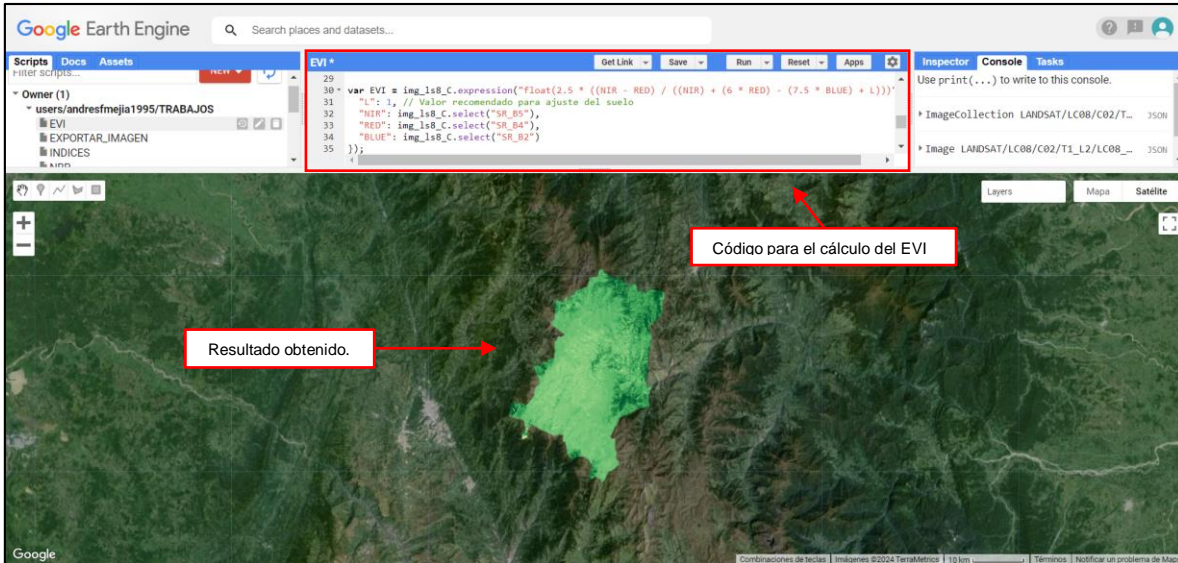 Google Earth Engine
Search places and datasets...
Scripts Docs Assets
Filter scripts...
NEW
Owner (1)
users/andresfmejia1995/TRABAJOS
EVI
EXPORTAR_IMAGEN
INDICES
EVI *
Get Link Save Run Reset Apps
29
30 var EVI = img_ls8_C.expression("float(2.5 * ((NIR - RED) / ((NIR) + (6 * RED) - (7.5 * BLUE) + L)))"
31 "L": 1, // Valor recomendado para ajuste del suelo
32 "NIR": img_ls8_C.select("SR_B5"),
33 "RED": img_ls8_C.select("SR_B4"),
34 "BLUE": img_ls8_C.select("SR_B2")
35 });
Inspector Console Tasks
Use print(...) to write to this console.
ImageCollection LANDSAT/LC08/C02/T… JSON
Image LANDSAT/LC08/C02/T1_L2/LC08_… JSON
Layers
Mapa Satélite
Código para el cálculo del EVI
Resultado obtenido.
Google
Combinaciones de teclas Imágenes ©2024 TerraMetrics 10 km Términos Notificar un problema de Maps